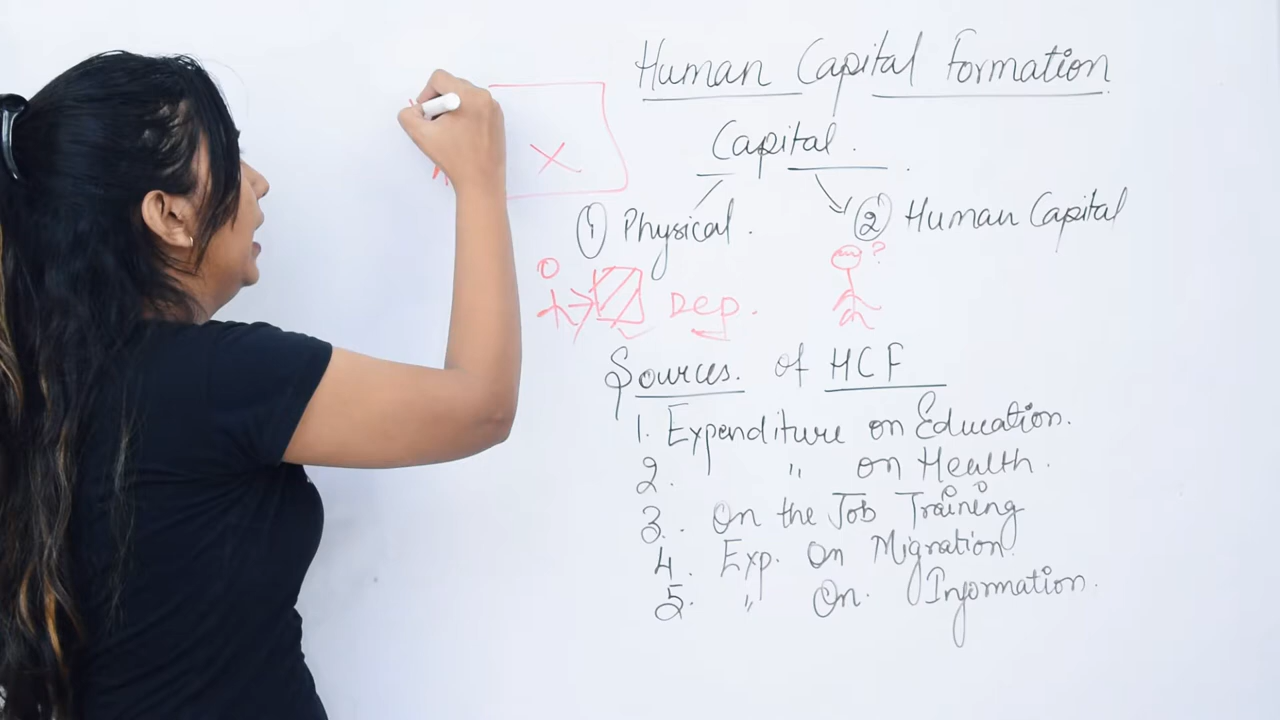 Human Capital Formation
Capital.
① Physical. ② Human Capital
Dep. ?
Sources. of HCF
1. Expenditure on Education.
2. " on Health.
3. On the Job Training
4. Exp. On Migration.
5. " On. Information.